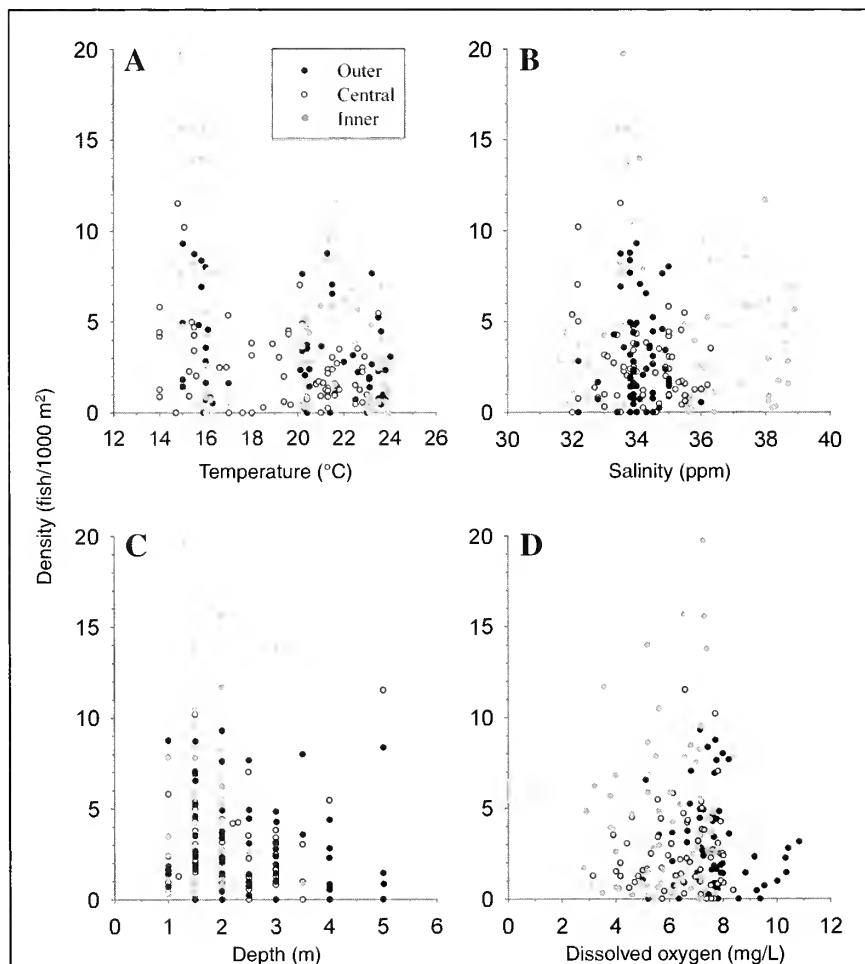 A
Outer
Central
Inner
20
15
10
5
0
12 14 16 18 20 22 24 26
Temperature (°C)
B
20
15
10
5
0
30 32 34 36 38 40
Salinity (ppm)
Density (fish/1000 m²)
C
20
15
10
5
0
0 1 2 3 4 5 6
Depth (m)
D
20
15
10
5
0
0 2 4 6 8 10 12
Dissolved oxygen (mg/L)